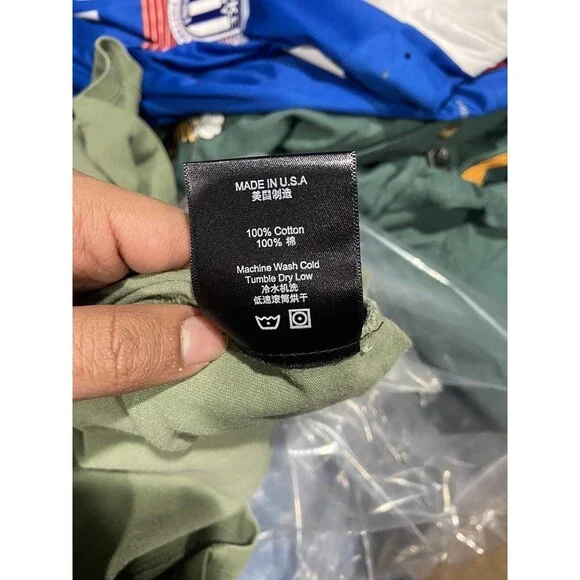 MADE IN U.S.A
美国制造
100% Cotton
100% 棉
Machine Wash Cold
Tumble Dry Low
冷水机洗
低速滚筒烘干